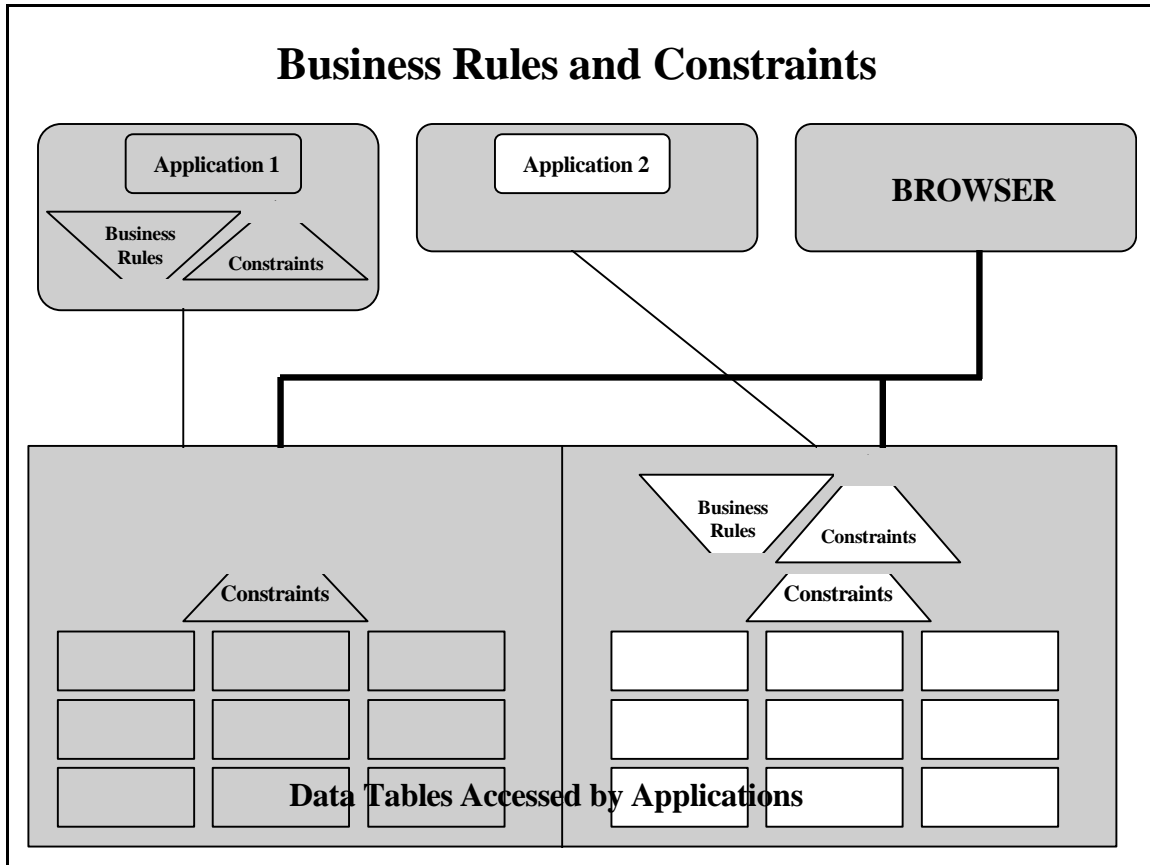 Business Rules and Constraints
Application 1
Application 2
BROWSER
Business
Rules
Constraints
Business
Rules
Constraints
Constraints
Constraints
Data Tables Accessed by Applications